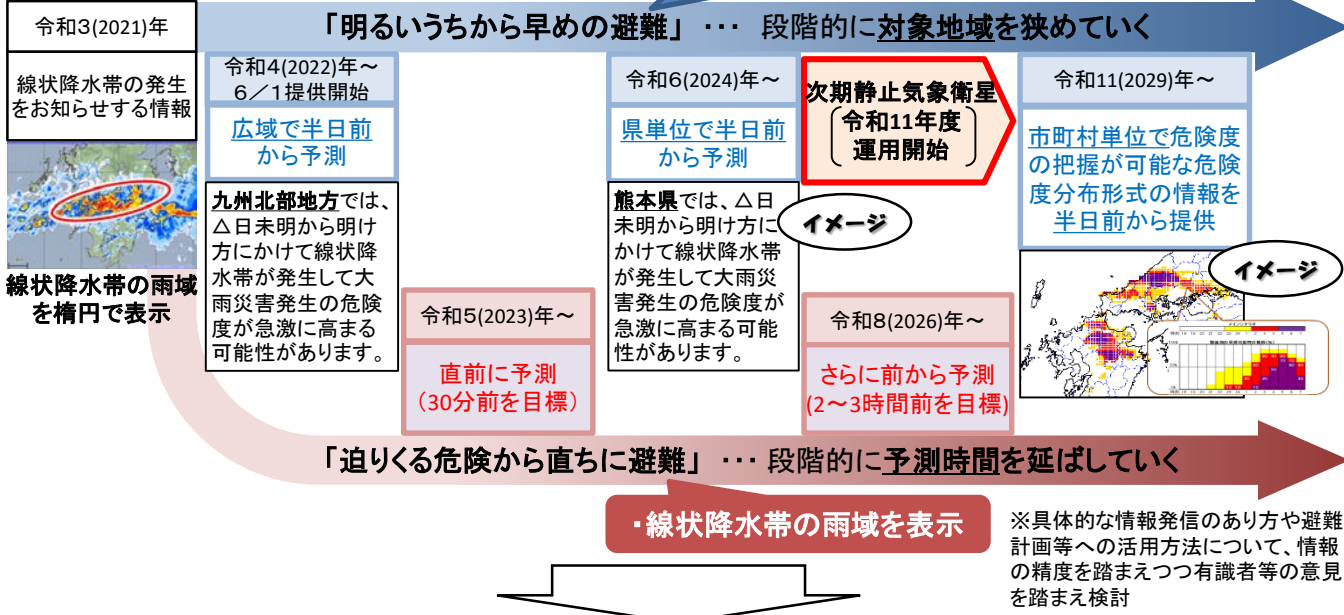 令和3(2021)年
「明るいうちから早めの避難」 ･･･ 段階的に対象地域を狭めていく
線状降水帯の発生
をお知らせする情報
線状降水帯の雨域
を楕円で表示
令和4(2022)年～
６／１提供開始
広域で半日前
から予測
九州北部地方では、
△日未明から明け
方にかけて線状降
水帯が発生して大
雨災害発生の危険
度が急激に高まる
可能性があります。
令和5(2023)年～
直前に予測
（30分前を目標）
令和6(2024)年～
県単位で半日前
から予測
熊本県では、△日
未明から明け方に
かけて線状降水帯
が発生して大雨災
害発生の危険度が
急激に高まる可能
性があります。
イメージ
次期静止気象衛星
令和11年度
運用開始
令和8(2026)年～
さらに前から予測
(2～3時間前を目標)
令和11(2029)年～
市町村単位で危険度
の把握が可能な危険
度分布形式の情報を
半日前から提供
イメージ
「迫りくる危険から直ちに避難」 ･･･ 段階的に予測時間を延ばしていく
・線状降水帯の雨域を表示
※具体的な情報発信のあり方や避難
計画等への活用方法について、情報
の精度を踏まえつつ有識者等の意見
を踏まえ検討